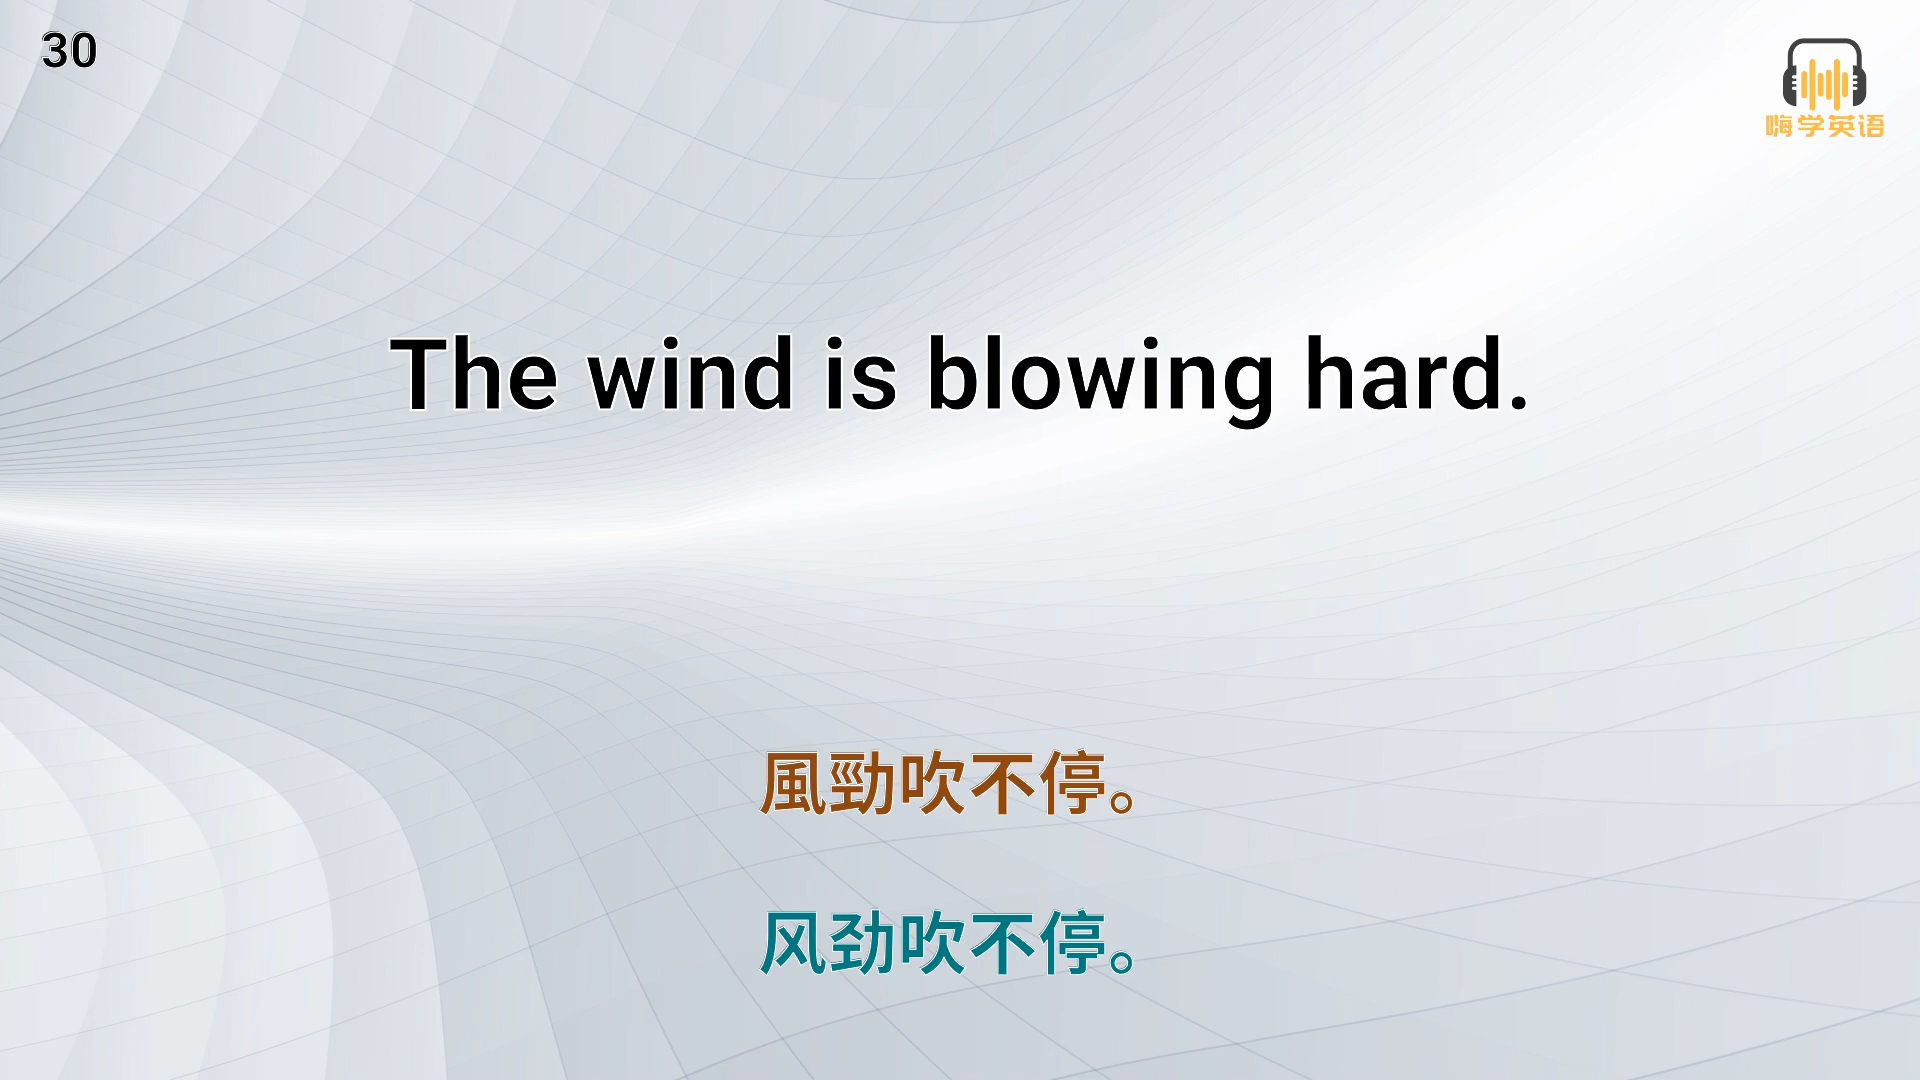 30
嗨学英语
The wind is blowing hard.
風勁吹不停。
风劲吹不停。